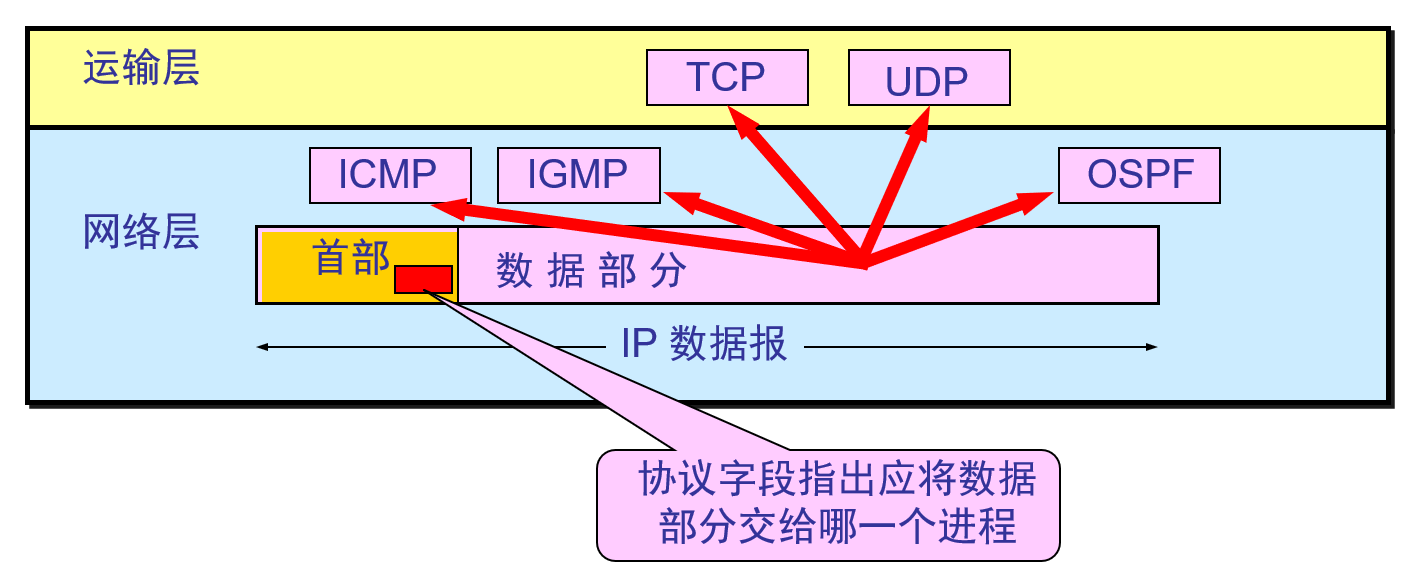 运输层
TCP
UDP
ICMP
IGMP
OSPF
网络层
首部
数据部分
IP 数据报
协议字段指出应将数据
部分交给哪一个进程